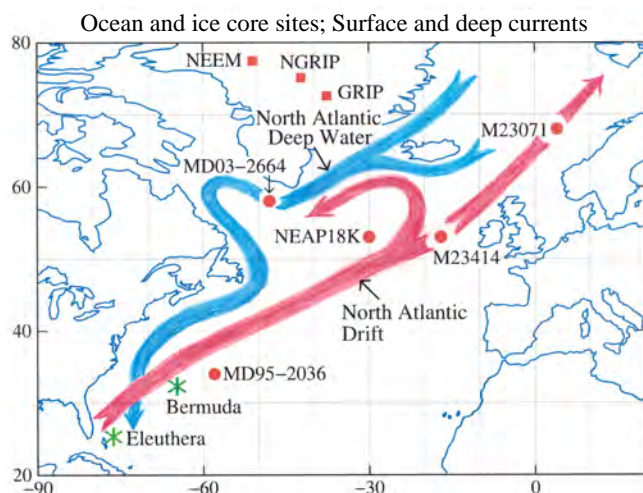 Ocean and ice core sites; Surface and deep currents
80
NEEM
NGRIP
GRIP
North Atlantic
Deep Water
M23071
MD03-2664
60
NEAP18K
M23414
North Atlantic
Drift
40
MD95-2036
Bermuda
Eleuthera
20
-90
-60
-30
0